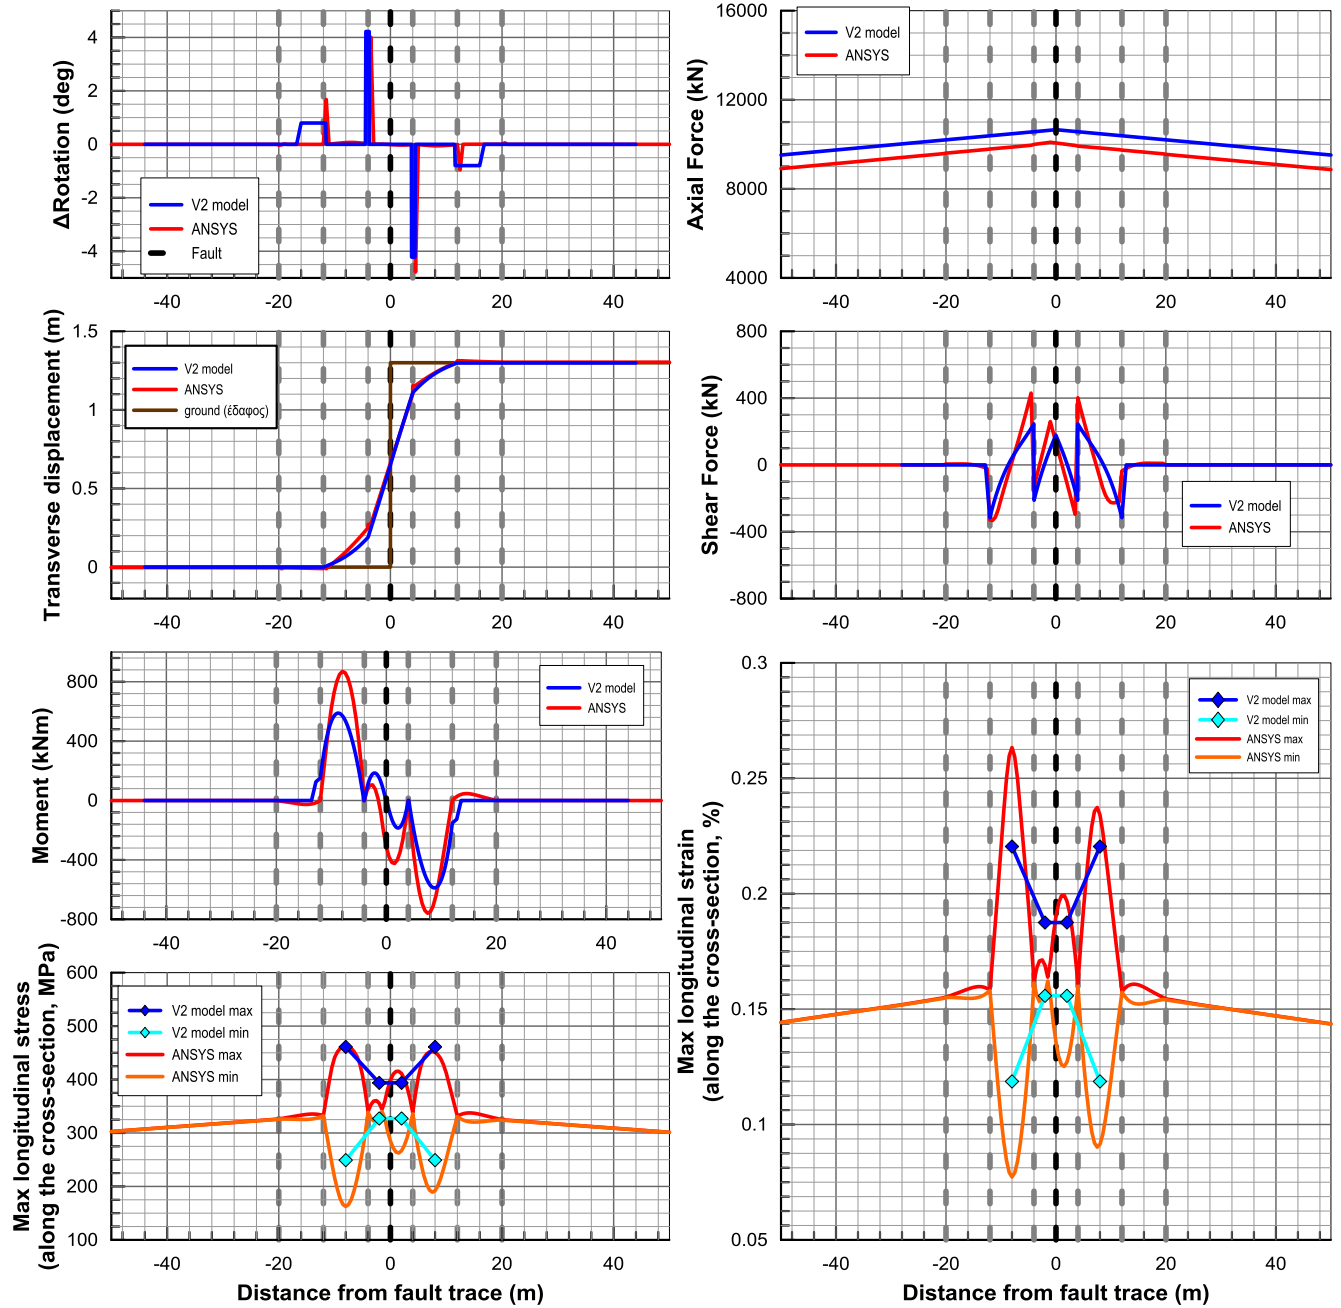 ΔRotation (deg)
4
2
0
-2
-4
V2 model
ANSYS
Fault
-40
-20
0
20
40
Axial Force (kN)
16000
12000
8000
4000
V2 model
ANSYS
-40
-20
0
20
40
Transverse displacement (m)
1.5
1
0.5
0
V2 model
ANSYS
ground (έδαφος)
-40
-20
0
20
40
Shear Force (kN)
800
400
0
-400
-800
V2 model
ANSYS
-40
-20
0
20
40
Moment (kNm)
800
400
0
-400
-800
V2 model
ANSYS
-40
-20
0
20
40
Max longitudinal stress
(along the cross-section, MPa)
600
500
400
300
200
100
V2 model max
V2 model min
ANSYS max
ANSYS min
-40
-20
0
20
40
Distance from fault trace (m)
Max longitudinal strain
(along the cross-section, %)
0.3
0.25
0.2
0.15
0.1
0.05
V2 model max
V2 model min
ANSYS max
ANSYS min
-40
-20
0
20
40
Distance from fault trace (m)